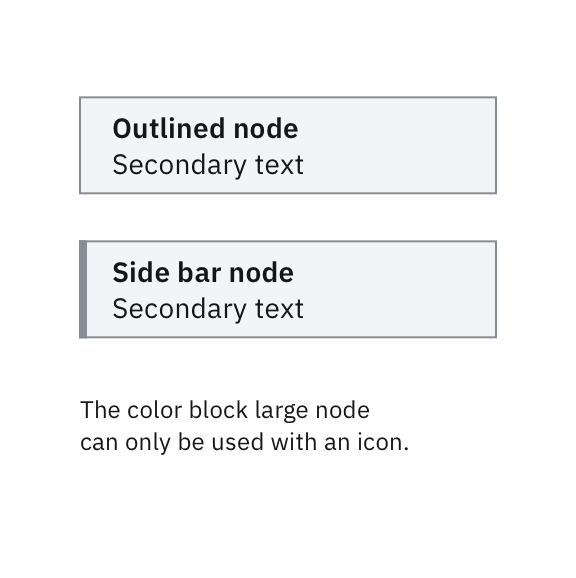 Outlined node
Secondary text
Side bar node
Secondary text
The color block large node
can only be used with an icon.